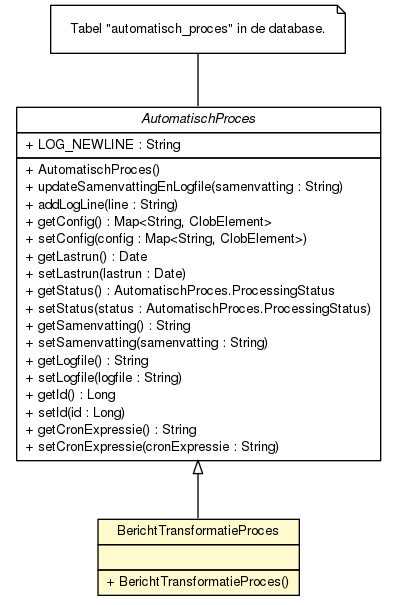 Tabel "automatisch_proces" in de database.
AutomatischProces
+ LOG_NEWLINE : String
+ AutomatischProces()
+ updateSamenvattingEnLogfile(samenvatting : String)
+ addLogLine(line : String)
+ getConfig() : Map<String, ClobElement>
+ setConfig(config : Map<String, ClobElement>)
+ getLastrun() : Date
+ setLastrun(lastrun : Date)
+ getStatus() : AutomatischProces.ProcessingStatus
+ setStatus(status : AutomatischProces.ProcessingStatus)
+ getSamenvatting() : String
+ setSamenvatting(samenvatting : String)
+ getLogfile() : String
+ setLogfile(logfile : String)
+ getId() : Long
+ setId(id : Long)
+ getCronExpressie() : String
+ setCronExpressie(cronExpressie : String)
BerichtTransformatieProces
+ BerichtTransformatieProces()